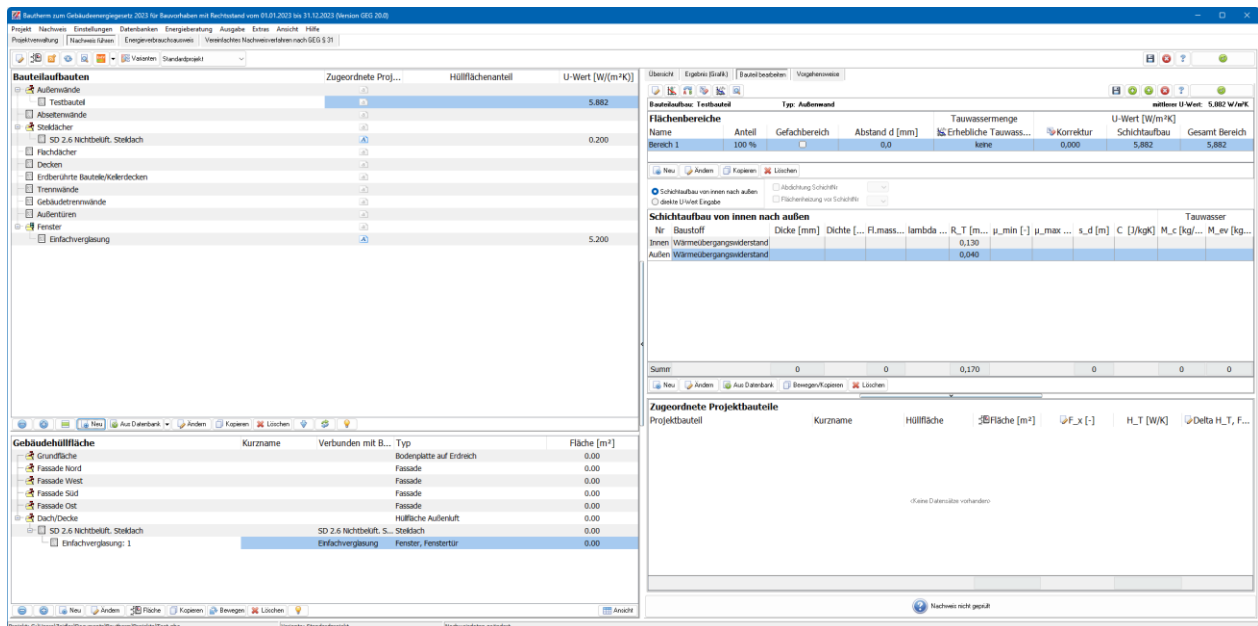 Bautherm zum Gebäudeenergiegesetz 2023 für Bauvorhaben mit Rechtsstand vom 01.01.2023 bis 31.12.2023 (Version GEG 20.0)
Projekt Nachweis Einstellungen Datenbanken Energieberatung Ausgabe Extras Ansicht Hilfe
Projektverwaltung Nachweis führen Energieverbrauchsausweis Vereinfachtes Nachweisverfahren nach GEG § 31
Varianten Standardprojekt
Bauteilaufbauten Zugeordnete Proj... Hüllflächenanteil U-Wert [W/(m²K)]
Außenwände
Testbauteil 5.882
Abseitenwände
Steildächer
SD 2.6 Nichtbelüft. Steildach 0.200
Flachdächer
Decken
Erdberührte Bauteile/Kellerdecken
Trennwände
Gebäudetrennwände
Außentüren
Fenster
Einfachverglasung 5.200
Neu Aus Datenbank Ändern Kopieren Löschen
Gebäudehüllfläche Kurzname Verbunden mit B... Typ Fläche [m²]
Grundfläche Bodenplatte auf Erdreich 0.00
Fassade Nord Fassade 0.00
Fassade West Fassade 0.00
Fassade Süd Fassade 0.00
Fassade Ost Fassade 0.00
Dach/Decke Hüllfläche Außenluft 0.00
SD 2.6 Nichtbelüft. Steildach SD 2.6 Nichtbelüft. S... Steildach 0.00
Einfachverglasung: 1 Einfachverglasung Fenster, Fenstertür 0.00
Neu Ändern Fläche Kopieren Bewegen Löschen Ansicht
Übersicht Ergebnis (Grafik) Bauteil bearbeiten Vorgehensweise
Bauteilaufbau: Testbauteil Typ: Außenwand mittlerer U-Wert: 5,882 W/m²K
Flächenbereiche Tauwassermenge U-Wert [W/m²K]
Name Anteil Gefachbereich Abstand d [mm] Erhebliche Tauwass... Korrektur Schichtaufbau Gesamt Bereich
Bereich 1 100 % 0,0 keine 0,000 5,882 5,882
Neu Ändern Kopieren Löschen
Schichtaufbau von innen nach außen Abdichtung SchichtNr
direkte U-Wert Eingabe Flächenheizung vor SchichtNr
Schichtaufbau von innen nach außen Tauwasser
Nr Baustoff Dicke [mm] Dichte [... Fl.mass... lambda ... R_T [m... µ_min [-] µ_max ... s_d [m] C [J/kgK] M_c [kg/... M_ev [kg...
Innen Wärmeübergangswiderstand 0,130
Außen Wärmeübergangswiderstand 0,040
Summ 0 0 0,170 0 0 0
Neu Ändern Aus Datenbank Bewegen/Kopieren Löschen
Zugeordnete Projektbauteile
Projektbauteil Kurzname Hüllfläche Fläche [m²] F_x [-] H_T [W/K] Delta H_T, F...
<Keine Datensätze vorhanden>
Nachweis nicht geprüft